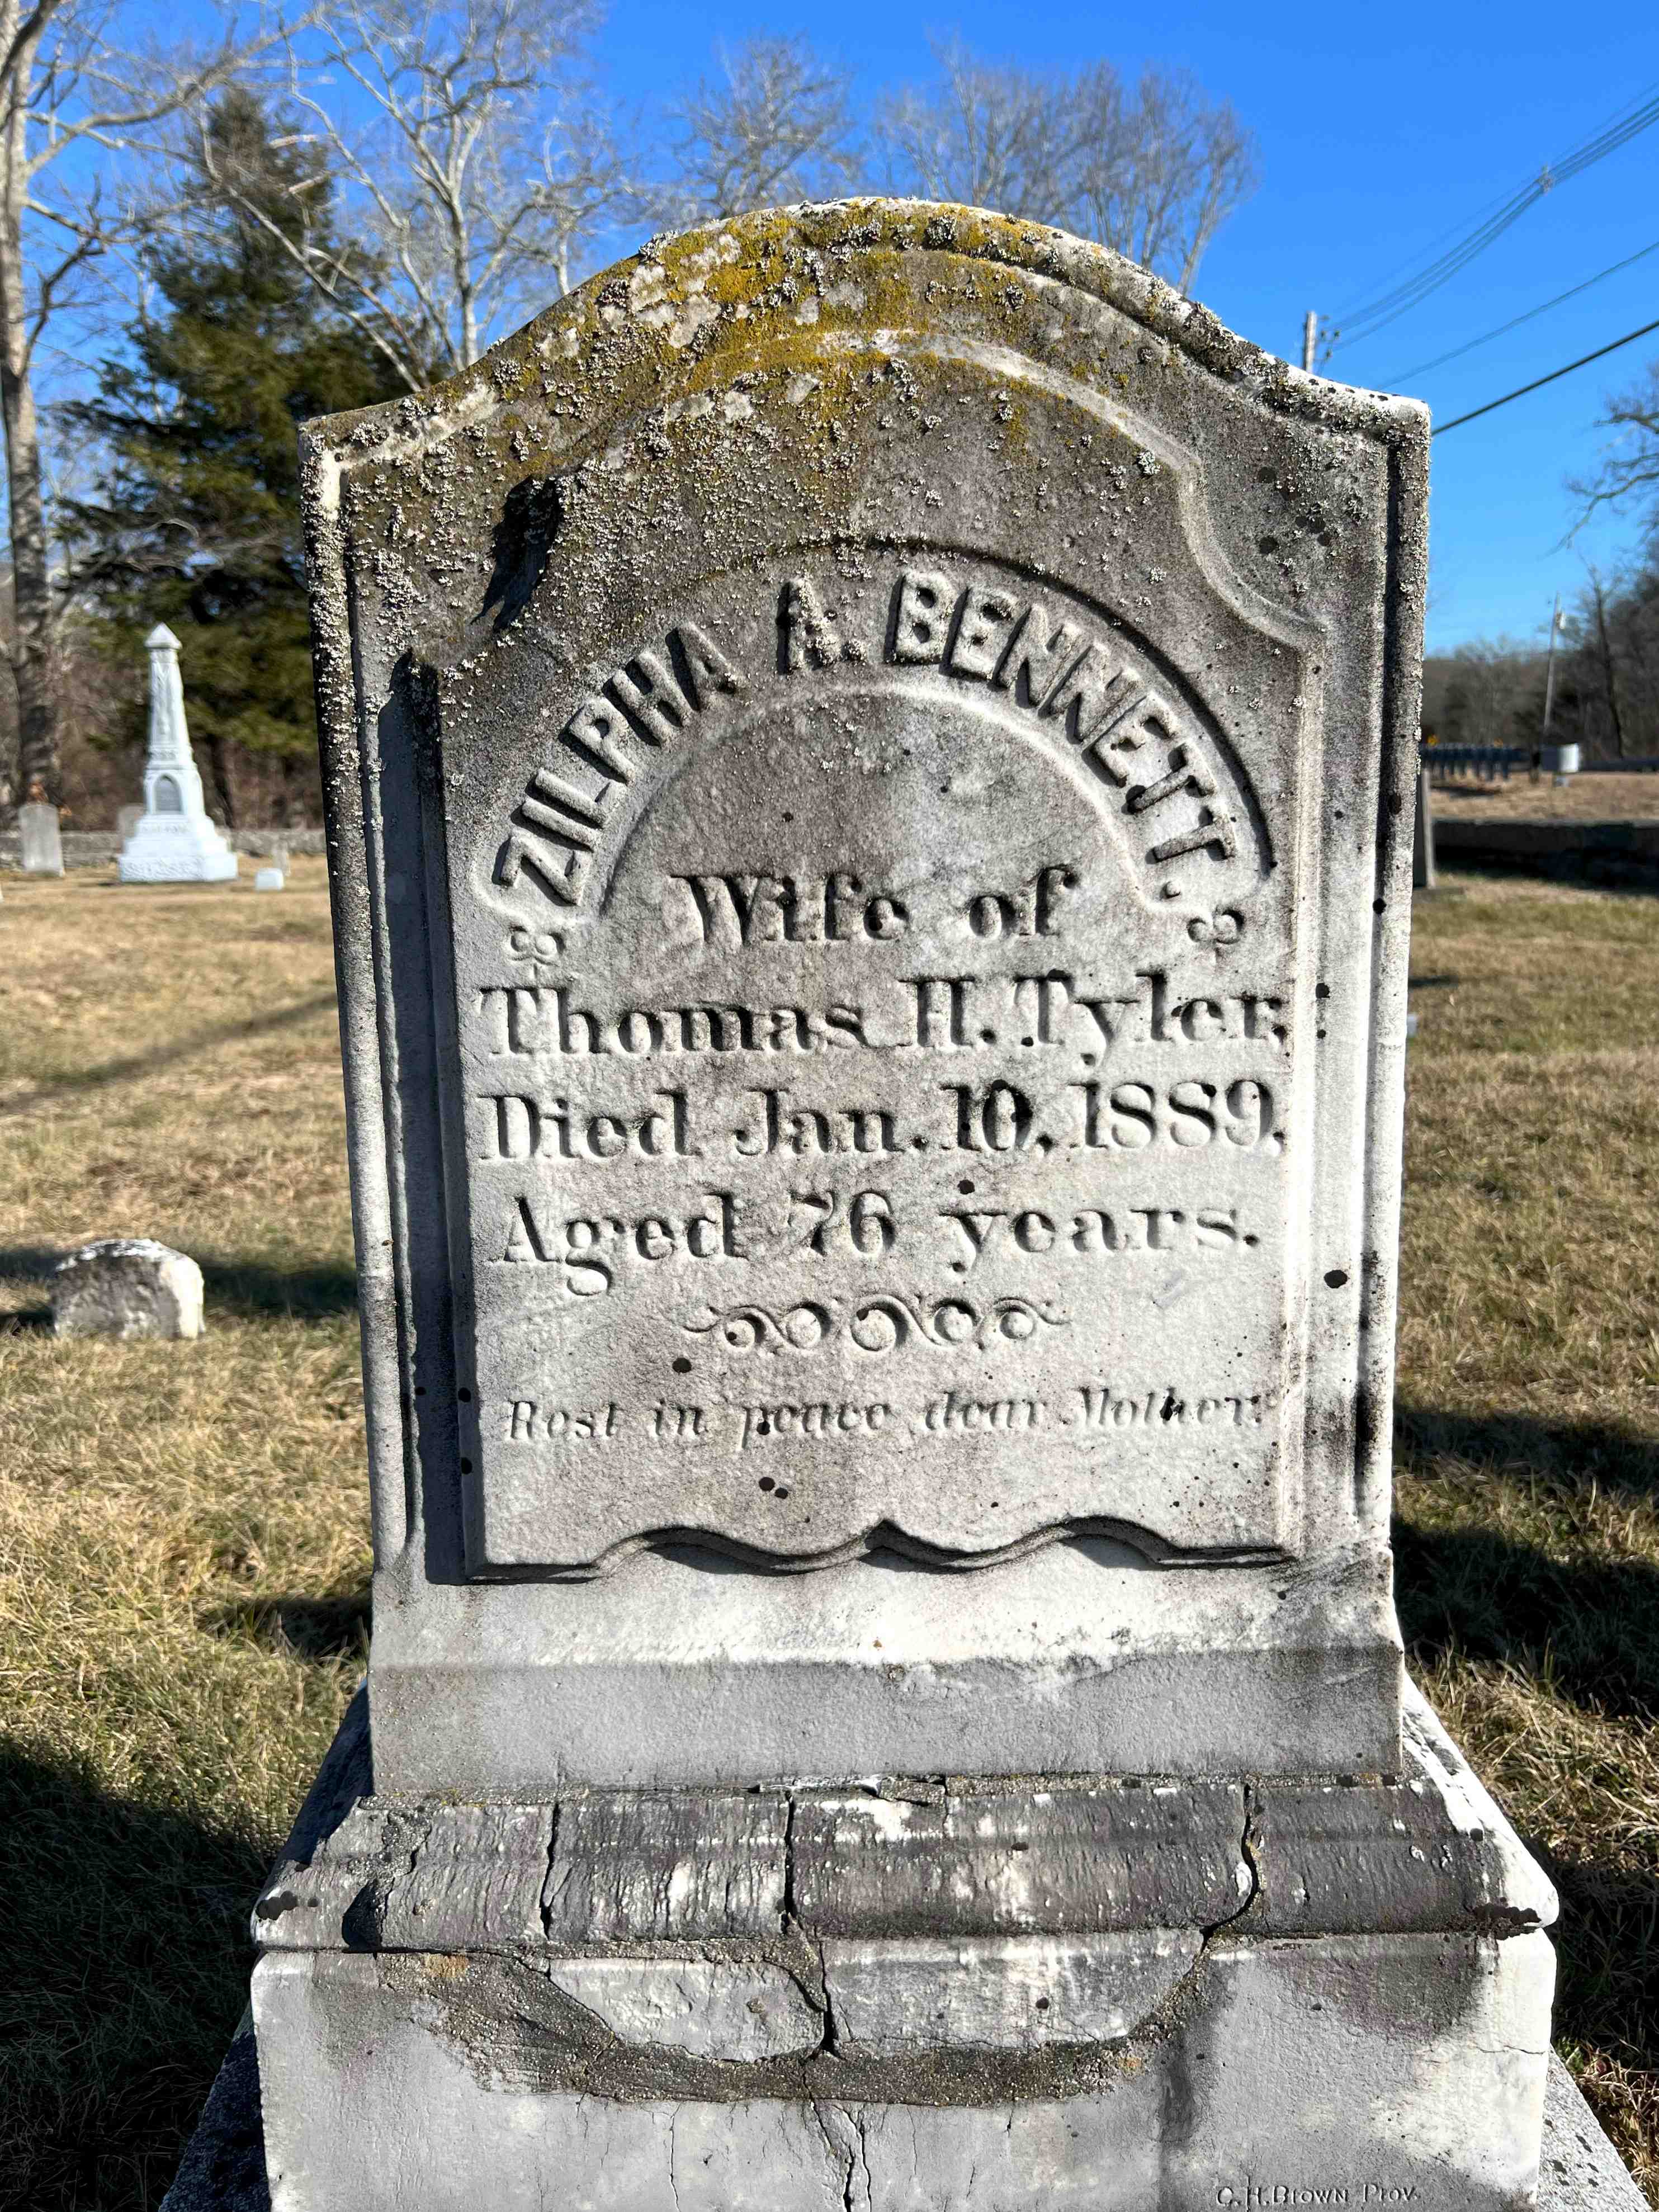 ZILPHA A. BENNETT.
Wife of
Thomas H. Tyler,
Died Jan. 10, 1889,
Aged 76 years.
Rest in peace dear Mother.
C.H.Brown Prov.